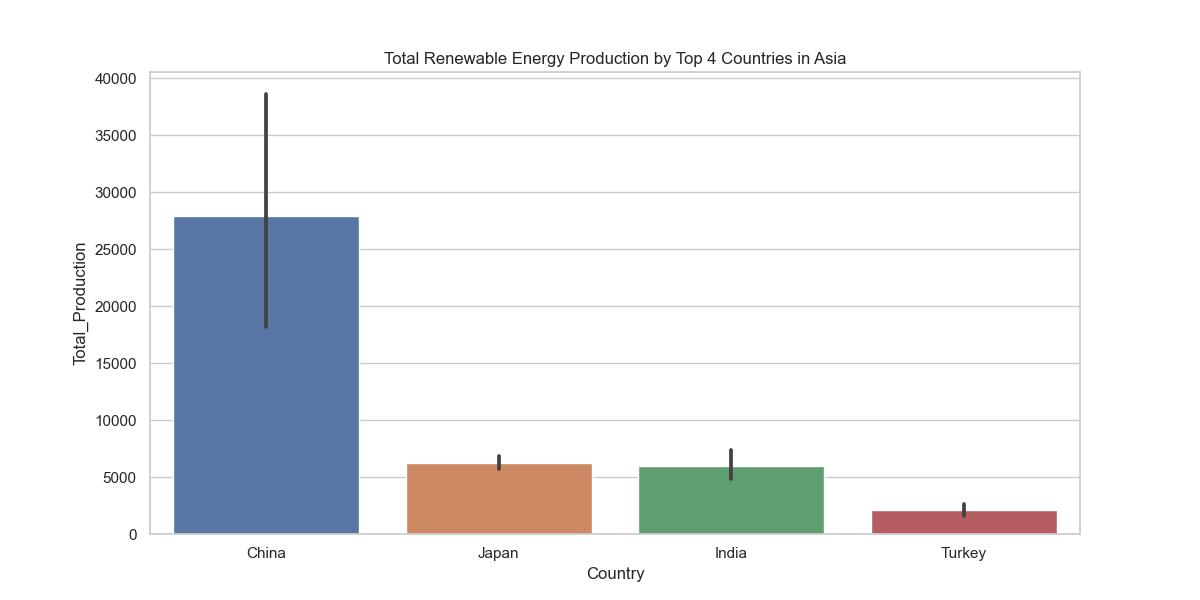 Total Renewable Energy Production by Top 4 Countries in Asia
40000
35000
30000
25000
20000
15000
10000
5000
0
Total_Production
China Japan India Turkey
Country